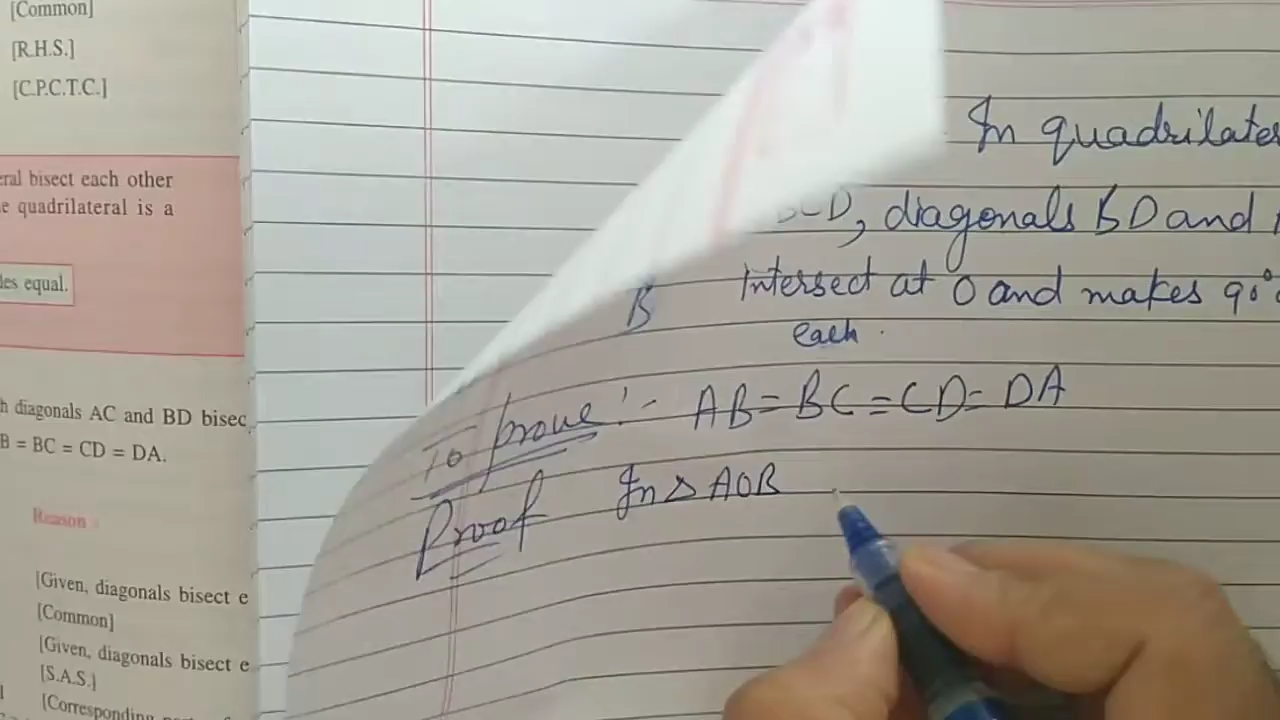 [Common]
[R.H.S.]
[C.P.C.T.C.]
eral bisect each other
e quadrilateral is a
les equal.
h diagonals AC and BD bisec
B = BC = CD = DA.
Reason :
[Given, diagonals bisect e
[Common]
[Given, diagonals bisect e
[S.A.S.]
[Corresponding
In quadrilater
CD, diagonals BD and
B
Intersect at O and makes 90°
each.
To prove :- AB = BC = CD = DA
Proof In △ AOB